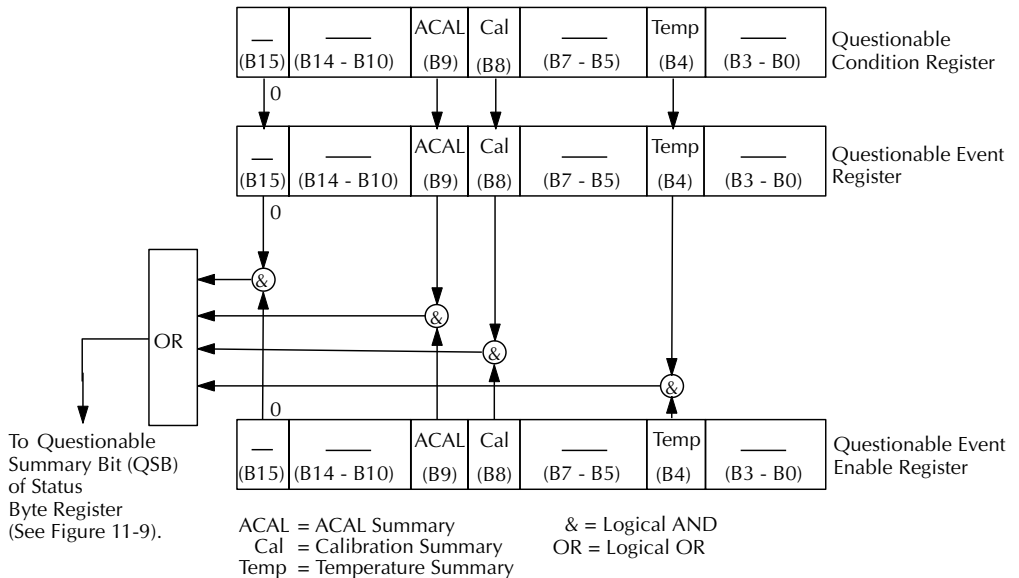 ACAL Cal Temp
(B15) (B14 - B10) (B9) (B8) (B7 - B5) (B4) (B3 - B0)
Questionable
Condition Register
0
ACAL Cal Temp
(B15) (B14 - B10) (B9) (B8) (B7 - B5) (B4) (B3 - B0)
Questionable Event
Register
0
&
&
OR
&
&
0
To Questionable
Summary Bit (QSB)
of Status
Byte Register
(See Figure 11-9).
ACAL Cal Temp
(B15) (B14 - B10) (B9) (B8) (B7 - B5) (B4) (B3 - B0)
Questionable Event
Enable Register
ACAL = ACAL Summary
Cal = Calibration Summary
Temp = Temperature Summary
& = Logical AND
OR = Logical OR